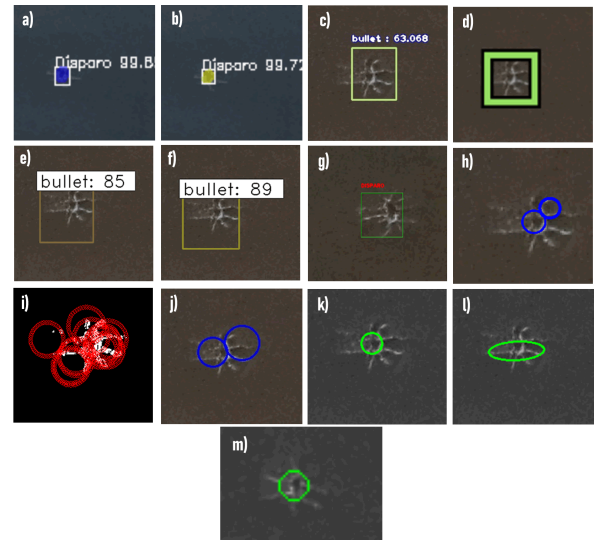 a)
Disparo 99.8
b)
Disparo 99.72
c)
bullet : 63.068
d)
e)
bullet: 85
f)
bullet: 89
g)
h)
i)
j)
k)
l)
m)